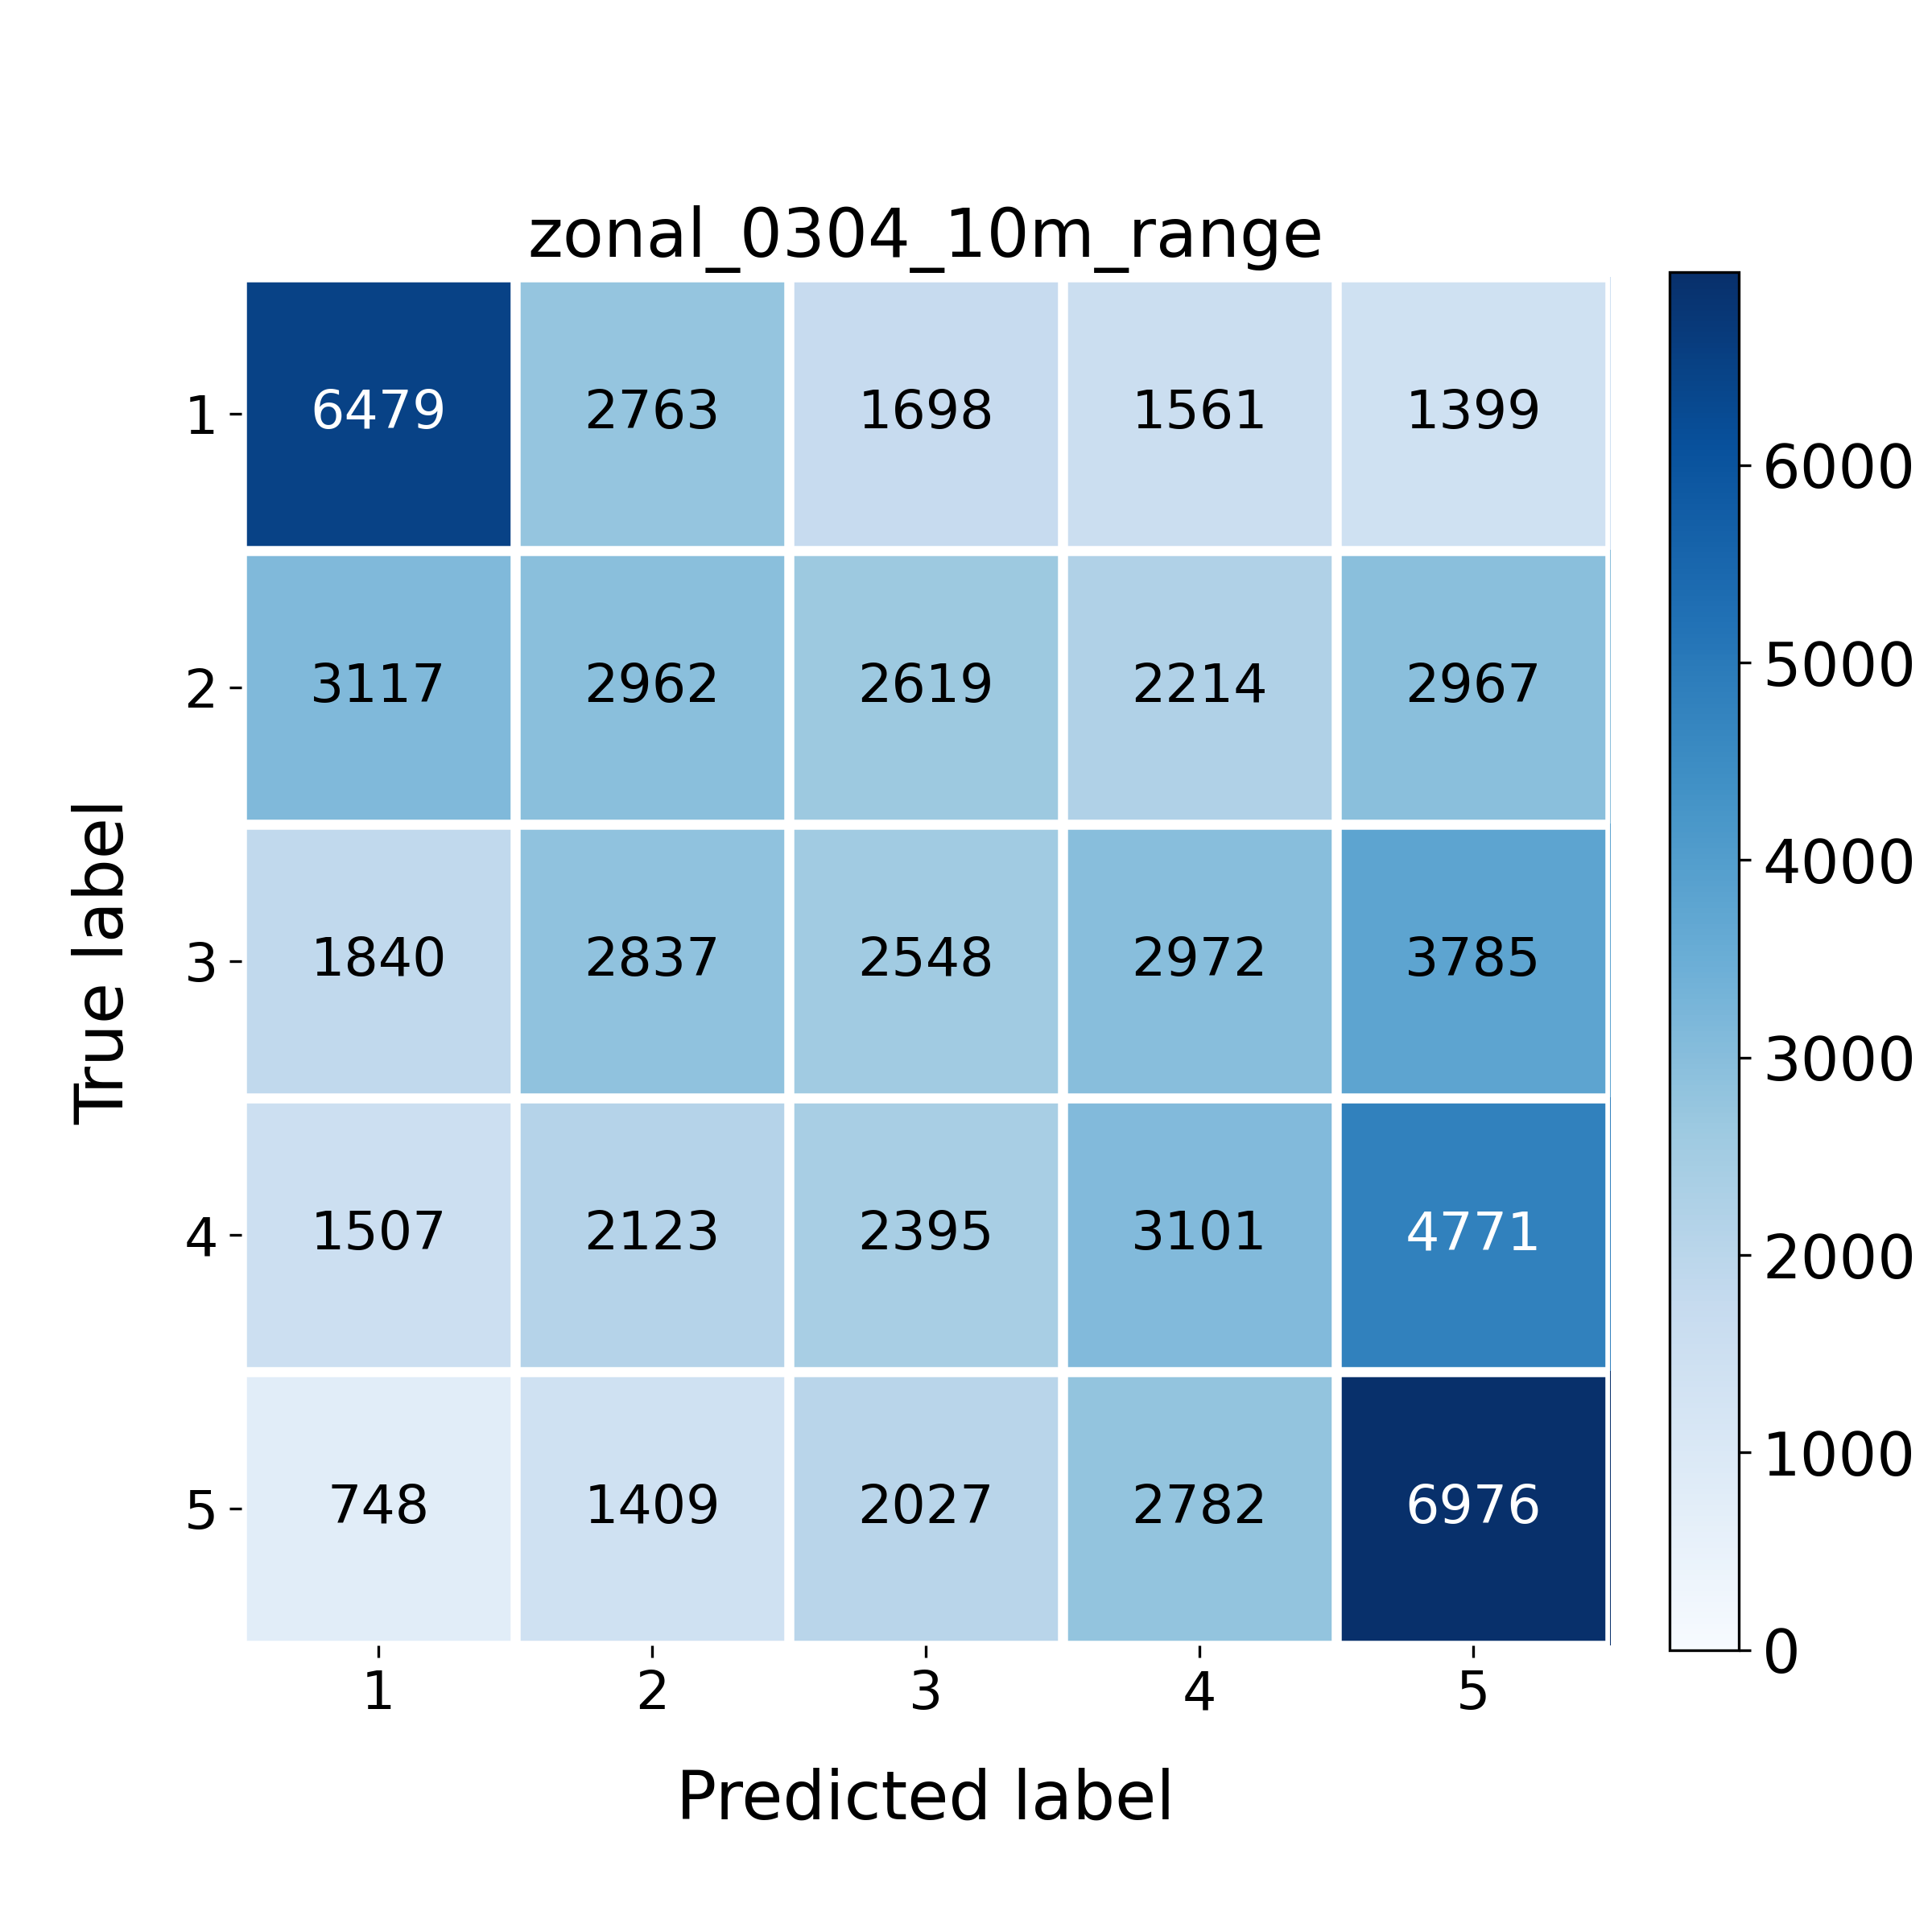 zonal_0304_10m_range
1 6479 2763 1698 1561 1399
2 3117 2962 2619 2214 2967
3 1840 2837 2548 2972 3785
4 1507 2123 2395 3101 4771
5 748 1409 2027 2782 6976
1 2 3 4 5
Predicted label
True label
6000
5000
4000
3000
2000
1000
0